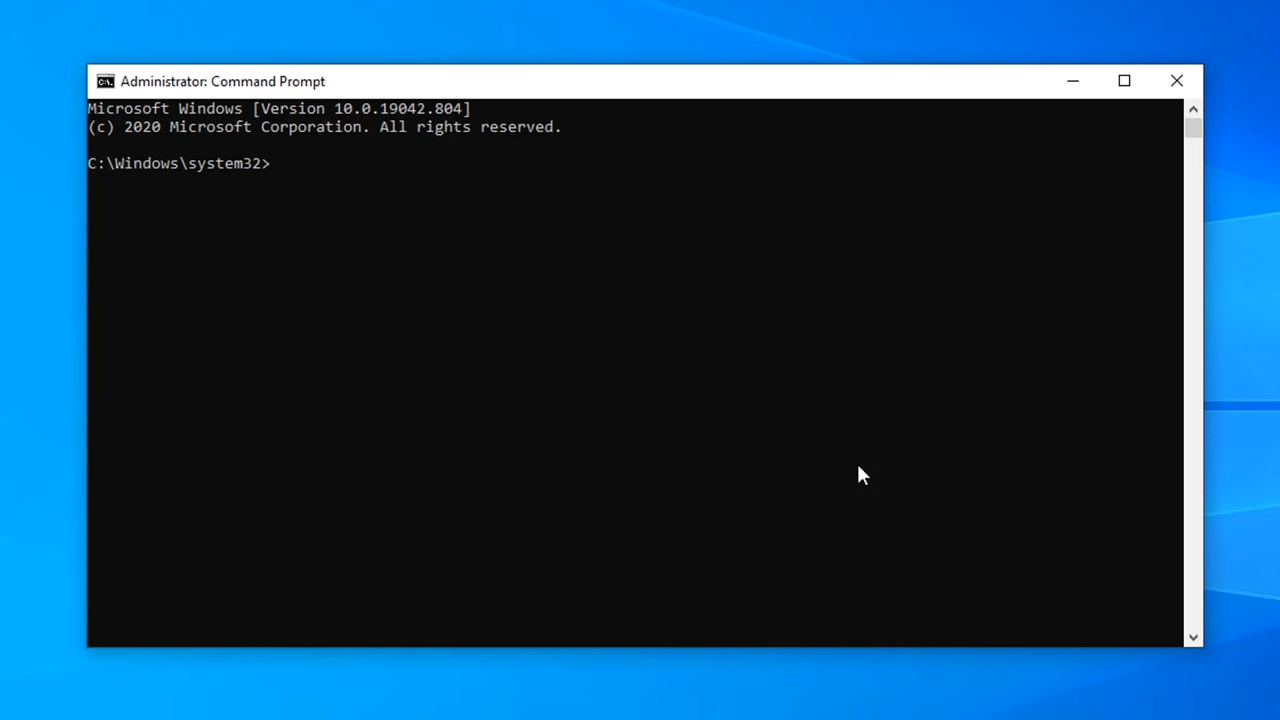 Administrator: Command Prompt
Microsoft Windows [Version 10.0.19042.804]
(c) 2020 Microsoft Corporation. All rights reserved.
C:\Windows\system32>